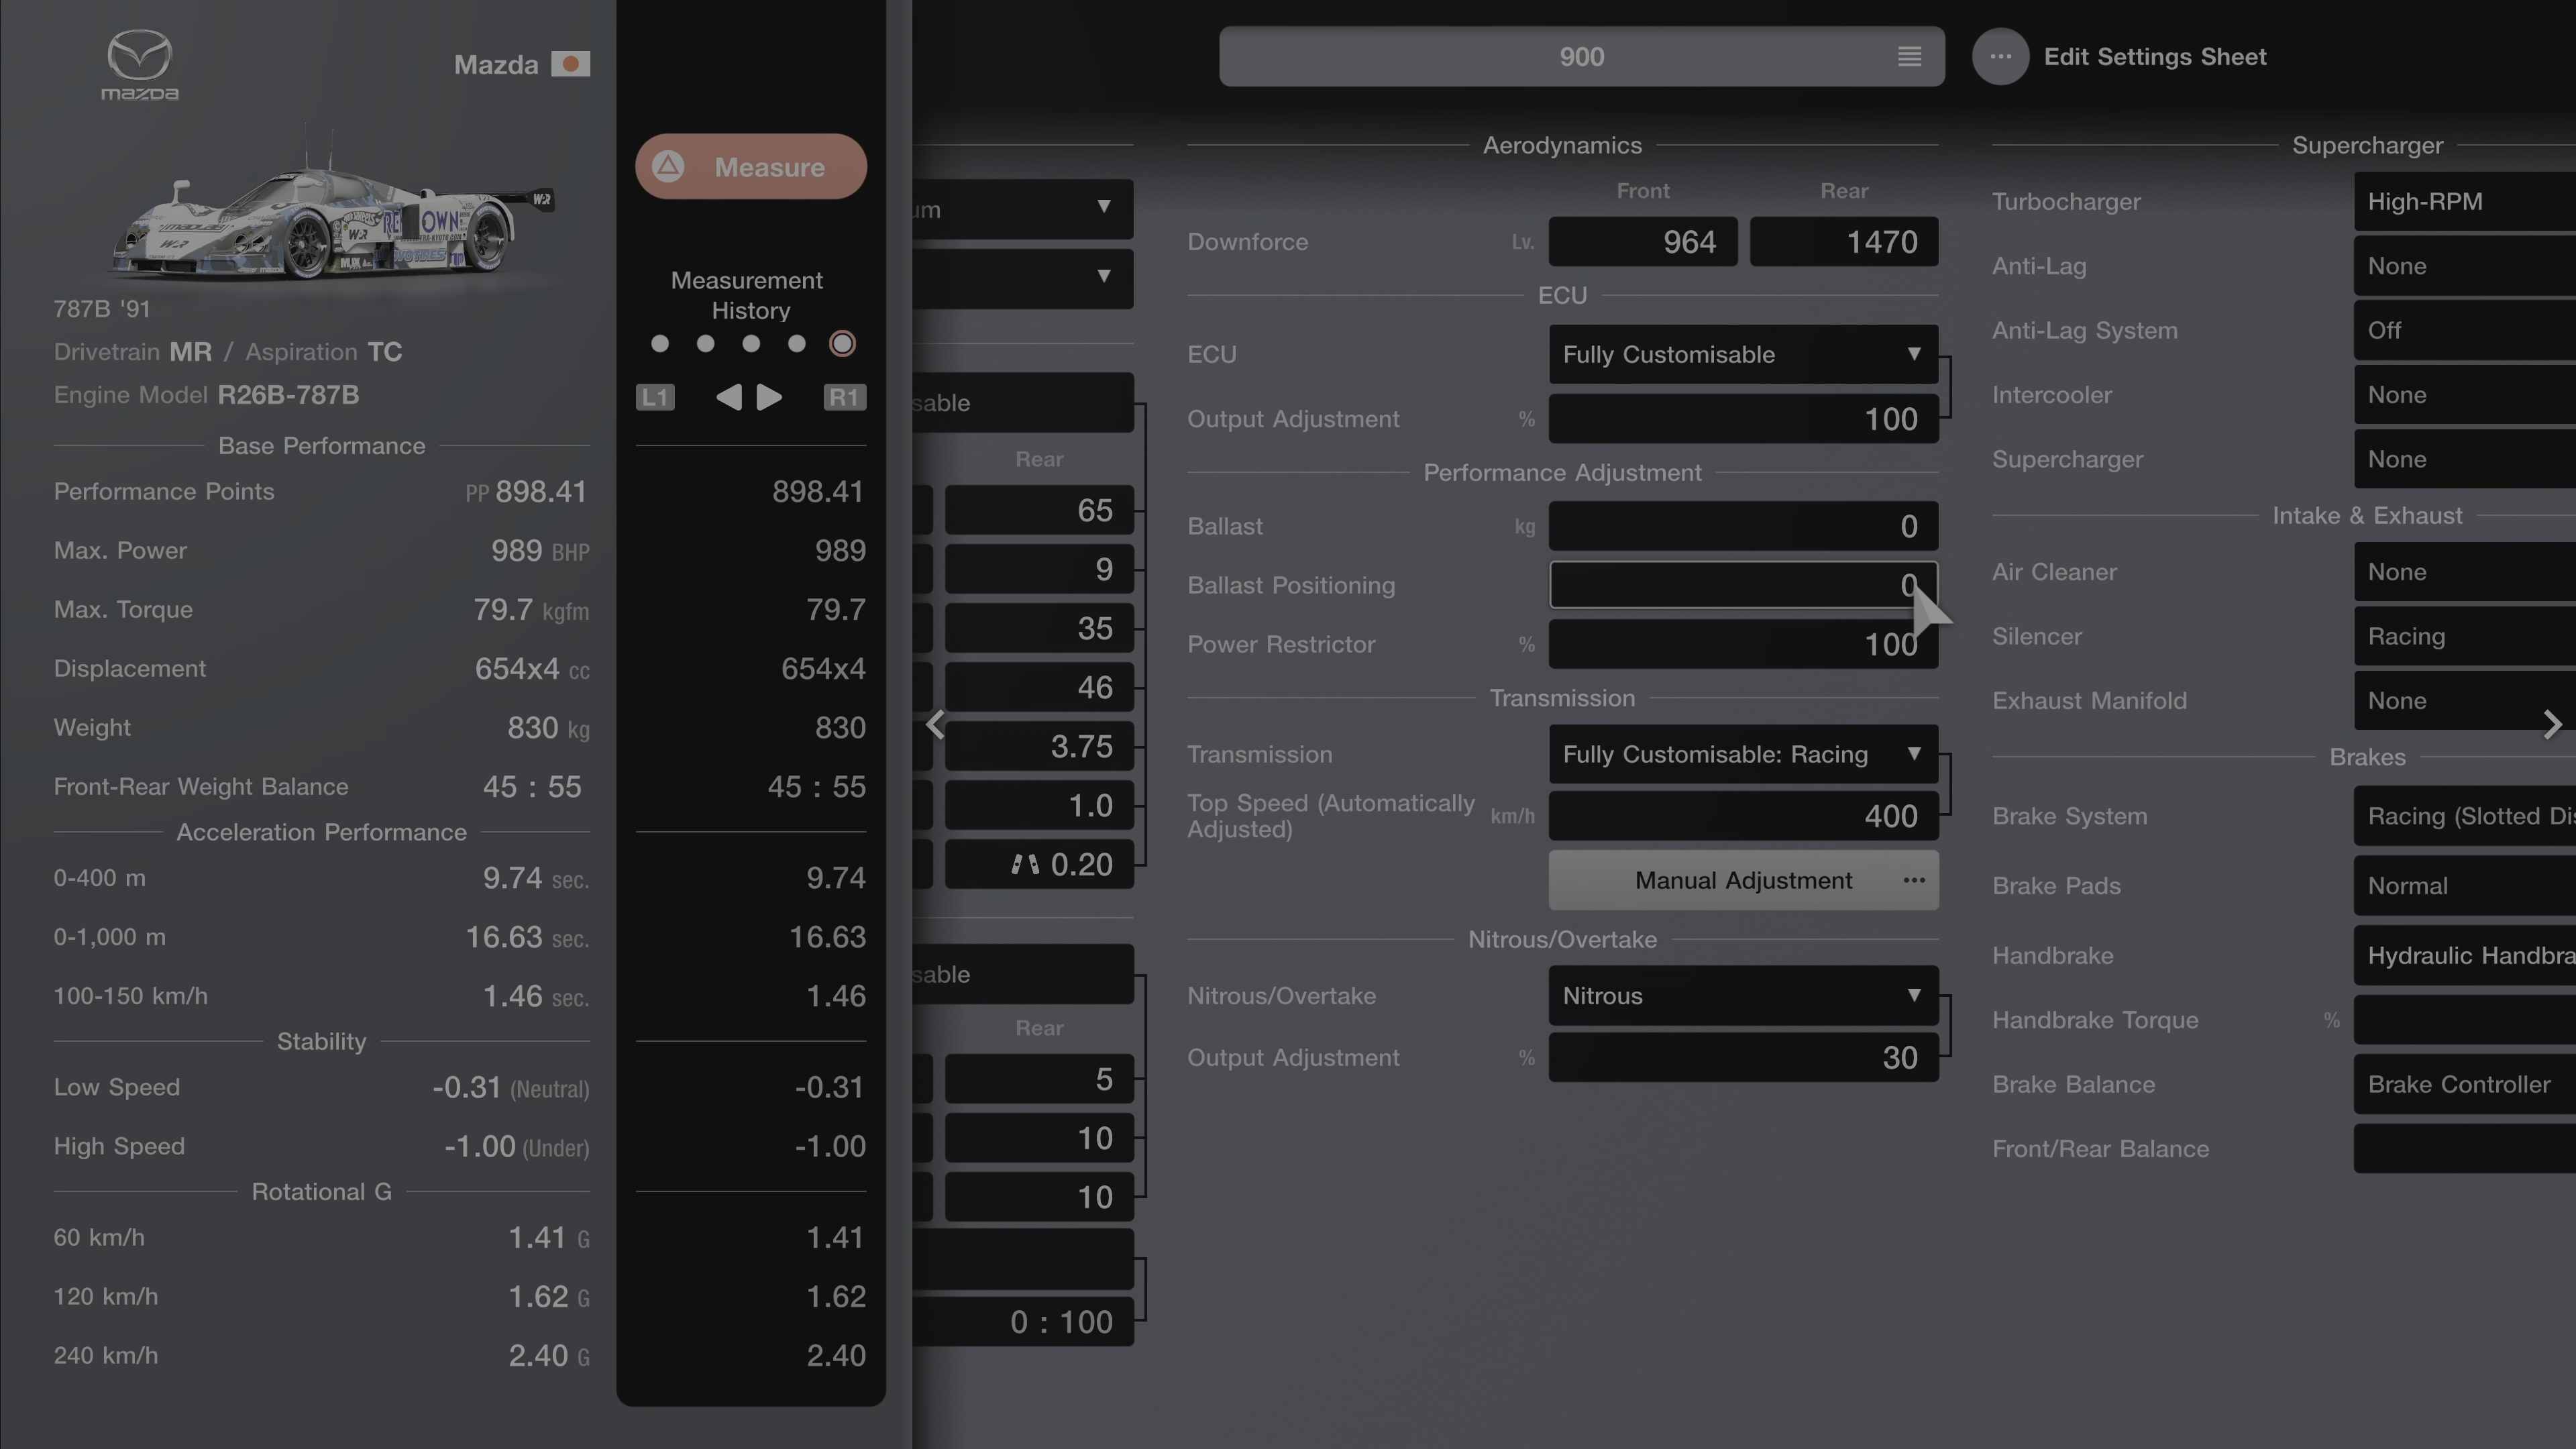 mazda
Mazda
787B '91
Drivetrain MR / Aspiration TC
Engine Model R26B-787B
Base Performance
Performance Points PP 898.41
Max. Power 989 BHP
Max. Torque 79.7 kgfm
Displacement 654x4 cc
Weight 830 kg
Front-Rear Weight Balance 45 : 55
Acceleration Performance
0-400 m 9.74 sec.
0-1,000 m 16.63 sec.
100-150 km/h 1.46 sec.
Stability
Low Speed -0.31 (Neutral)
High Speed -1.00 (Under)
Rotational G
60 km/h 1.41 G
120 km/h 1.62 G
240 km/h 2.40 G
Measure
Measurement
History
L1 R1
898.41
989
79.7
654x4
830
45 : 55
9.74
16.63
1.46
-0.31
-1.00
1.41
1.62
2.40
um
sable
Rear
65
9
35
46
3.75
1.0
0.20
sable
Rear
5
10
10
0 : 100
900
Edit Settings Sheet
Aerodynamics
Front Rear
Downforce Lv. 964 1470
ECU
ECU Fully Customisable
Output Adjustment % 100
Performance Adjustment
Ballast kg 0
Ballast Positioning 0
Power Restrictor % 100
Transmission
Transmission Fully Customisable: Racing
Top Speed (Automatically
Adjusted) km/h 400
Manual Adjustment
Nitrous/Overtake
Nitrous/Overtake Nitrous
Output Adjustment % 30
Supercharger
Turbocharger High-RPM
Anti-Lag None
Anti-Lag System Off
Intercooler None
Supercharger None
Intake & Exhaust
Air Cleaner None
Silencer Racing
Exhaust Manifold None
Brakes
Brake System Racing (Slotted Dis
Brake Pads Normal
Handbrake Hydraulic Handbra
Handbrake Torque %
Brake Balance Brake Controller
Front/Rear Balance